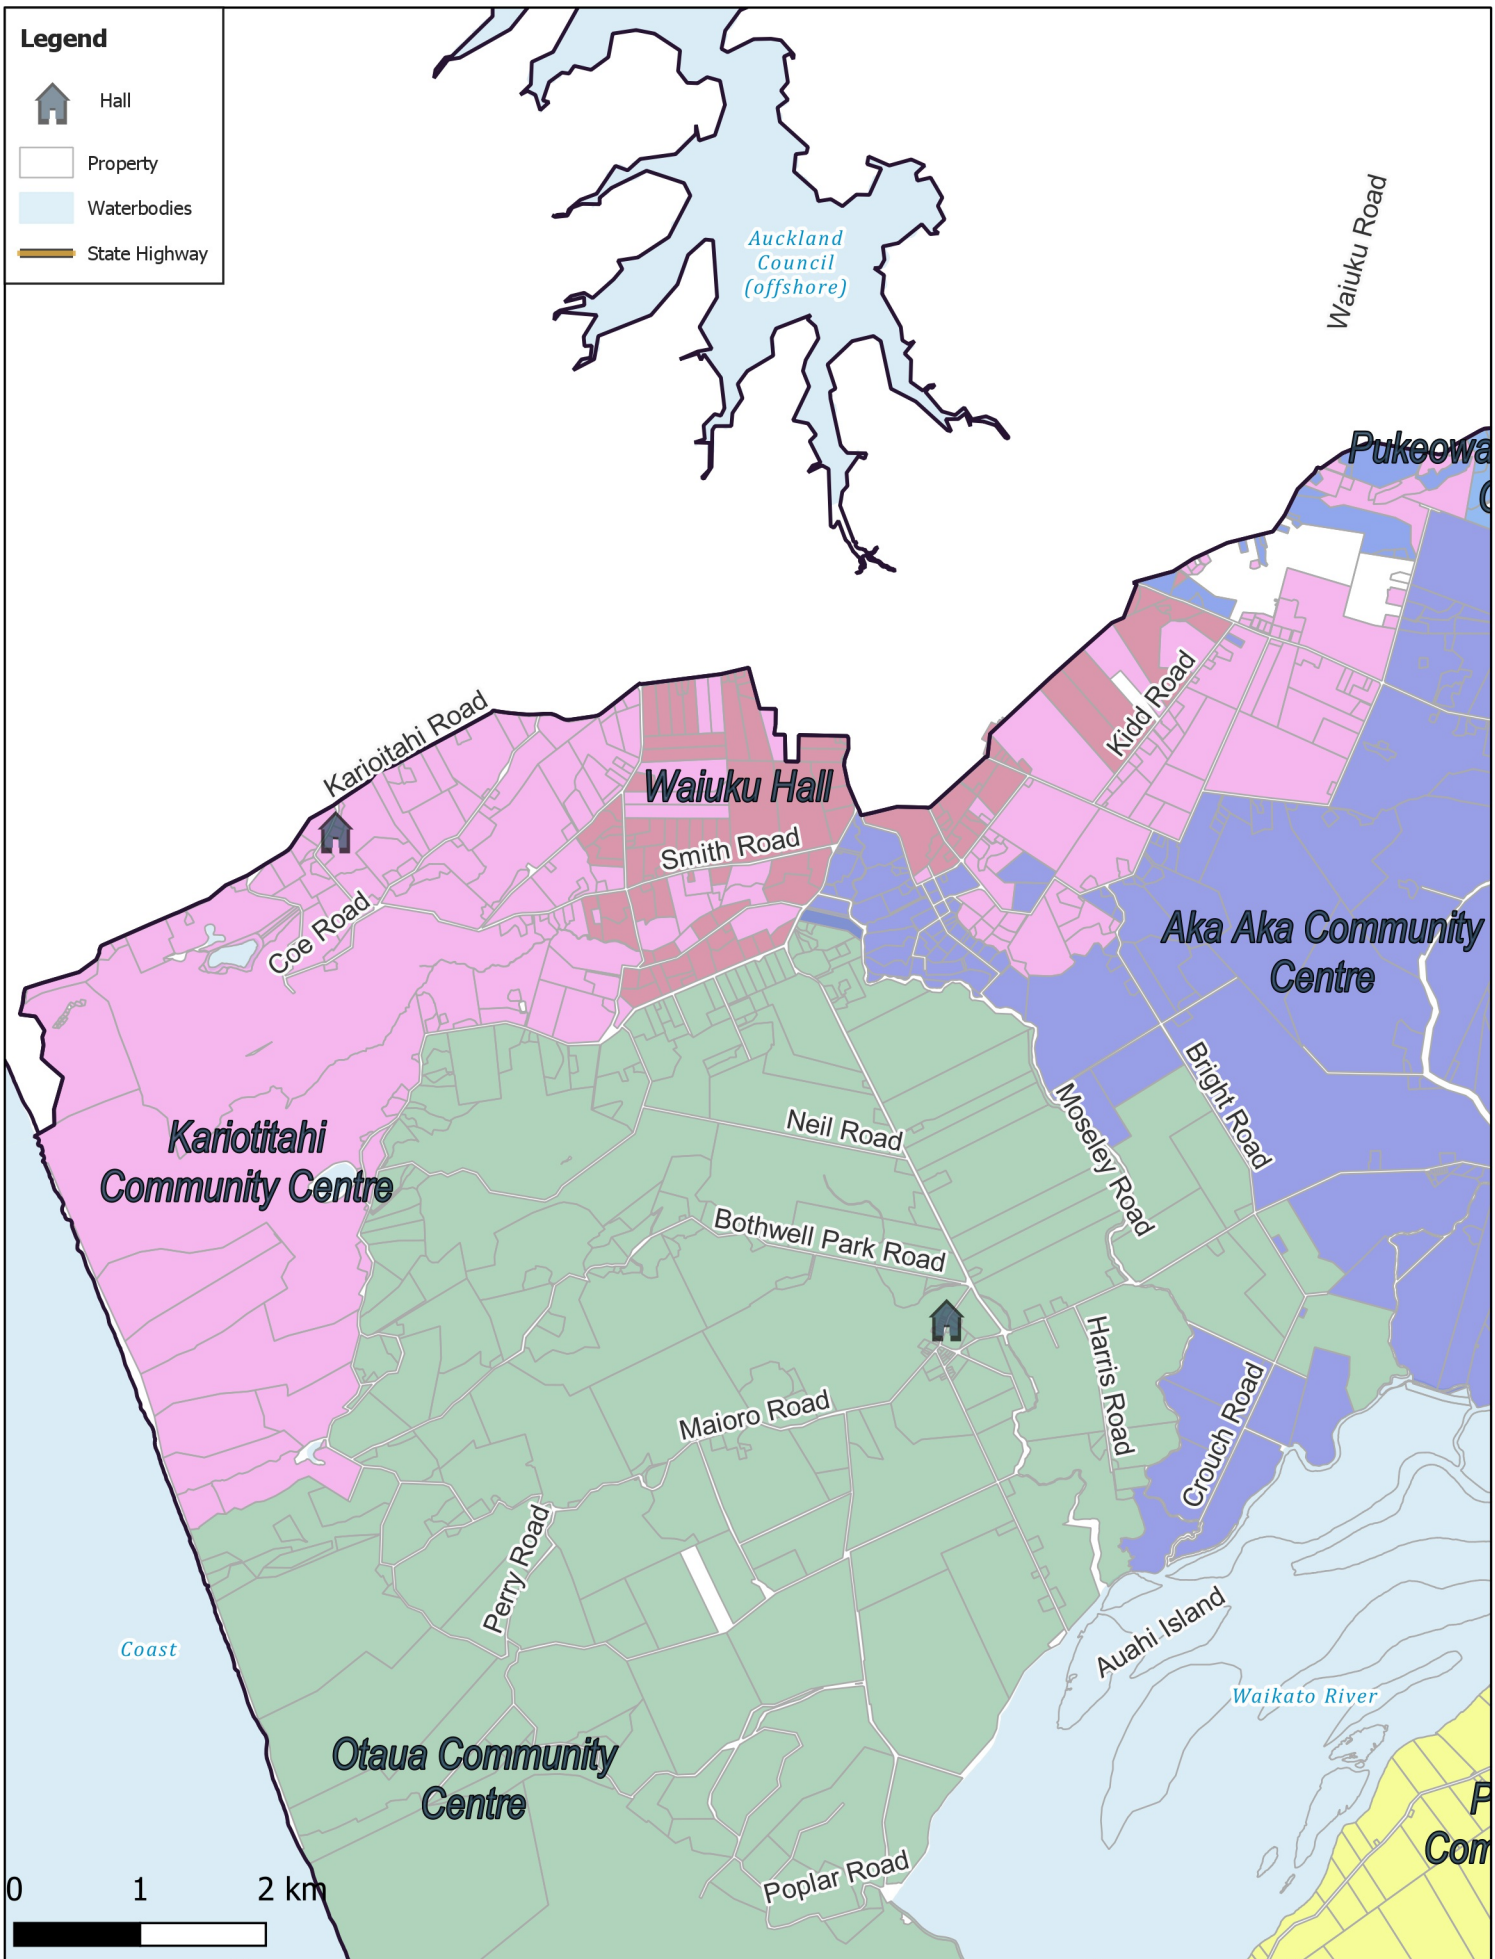 Legend
Hall
Property
Waterbodies
State Highway
Auckland
Council
(offshore)
Waiuku Road
Pukeowa
C
Karioitahi Road
Kidd Road
Waiuku Hall
Smith Road
Coe Road
Aka Aka Community
Centre
Bright Road
Moseley Road
Neil Road
Kariotitahi
Community Centre
Bothwell Park Road
Harris Road
Maioro Road
Crouch Road
Perry Road
Auahi Island
Coast
Waikato River
Otaua Community
Centre
P
Com
Poplar Road
0 1 2 km